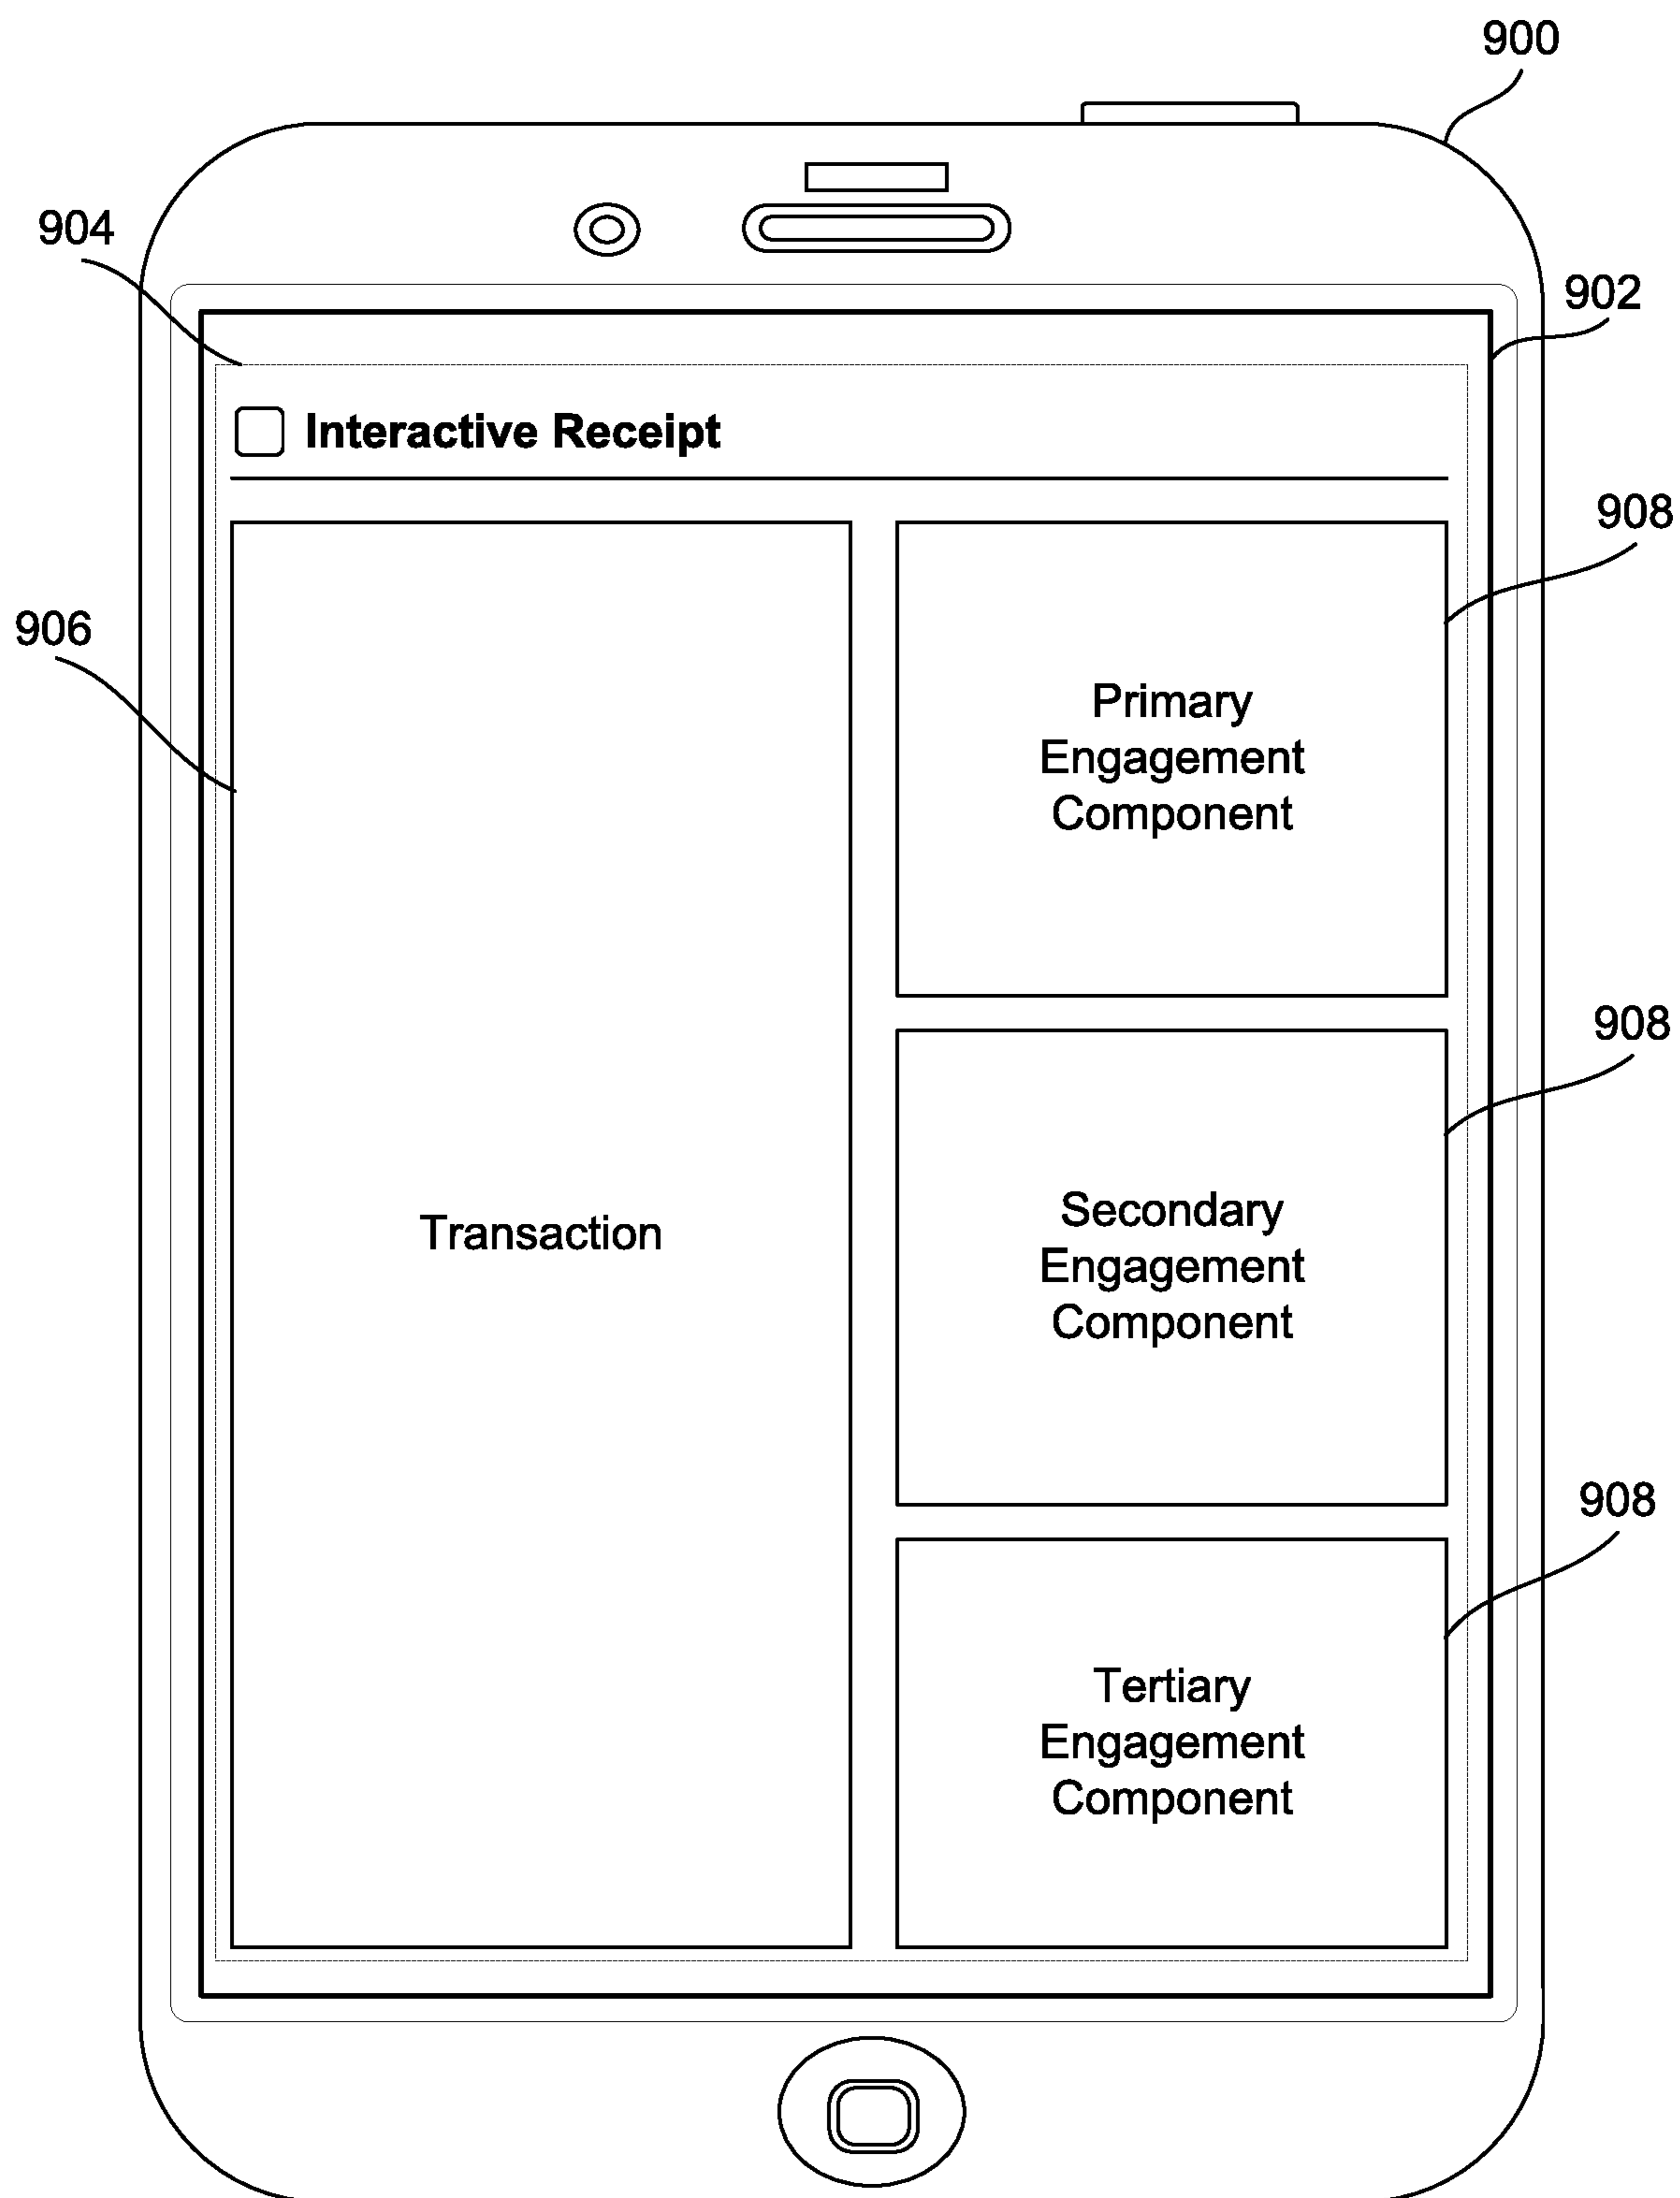 900
904
902
Interactive Receipt
908
906
Primary
Engagement
Component
908
Secondary
Engagement
Component
Transaction
908
Tertiary
Engagement
Component